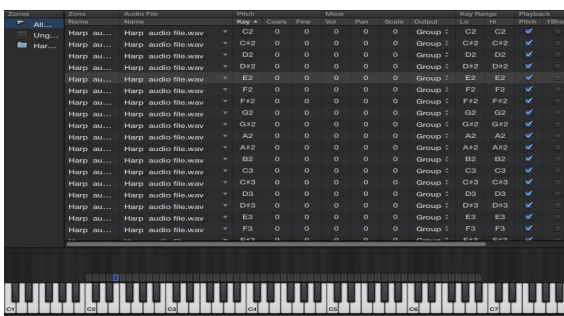 Zones Zone Audio File Pitch Mixer Key Range Playback
All... Name Name Key Coars Fine Vol Pan Scale Output Lo Hi Pitch 1Sho
Ung... Harp au... Harp audio file.wav C2 0 0 0 0 0 Group C2 C2
Har... Harp au... Harp audio file.wav C#2 0 0 0 0 0 Group C#2 C#2
Harp au... Harp audio file.wav D2 0 0 0 0 0 Group D2 D2
Harp au... Harp audio file.wav D#2 0 0 0 0 0 Group D#2 D#2
Harp au... Harp audio file.wav E2 0 0 0 0 0 Group E2 E2
Harp au... Harp audio file.wav F2 0 0 0 0 0 Group F2 F2
Harp au... Harp audio file.wav F#2 0 0 0 0 0 Group F#2 F#2
Harp au... Harp audio file.wav G2 0 0 0 0 0 Group G2 G2
Harp au... Harp audio file.wav G#2 0 0 0 0 0 Group G#2 G#2
Harp au... Harp audio file.wav A2 0 0 0 0 0 Group A2 A2
Harp au... Harp audio file.wav A#2 0 0 0 0 0 Group A#2 A#2
Harp au... Harp audio file.wav B2 0 0 0 0 0 Group B2 B2
Harp au... Harp audio file.wav C3 0 0 0 0 0 Group C3 C3
Harp au... Harp audio file.wav C#3 0 0 0 0 0 Group C#3 C#3
Harp au... Harp audio file.wav D3 0 0 0 0 0 Group D3 D3
Harp au... Harp audio file.wav D#3 0 0 0 0 0 Group D#3 D#3
Harp au... Harp audio file.wav E3 0 0 0 0 0 Group E3 E3
Harp au... Harp audio file.wav F3 0 0 0 0 0 Group F3 F3
C1 C2 C3 C4 C5 C6 C7